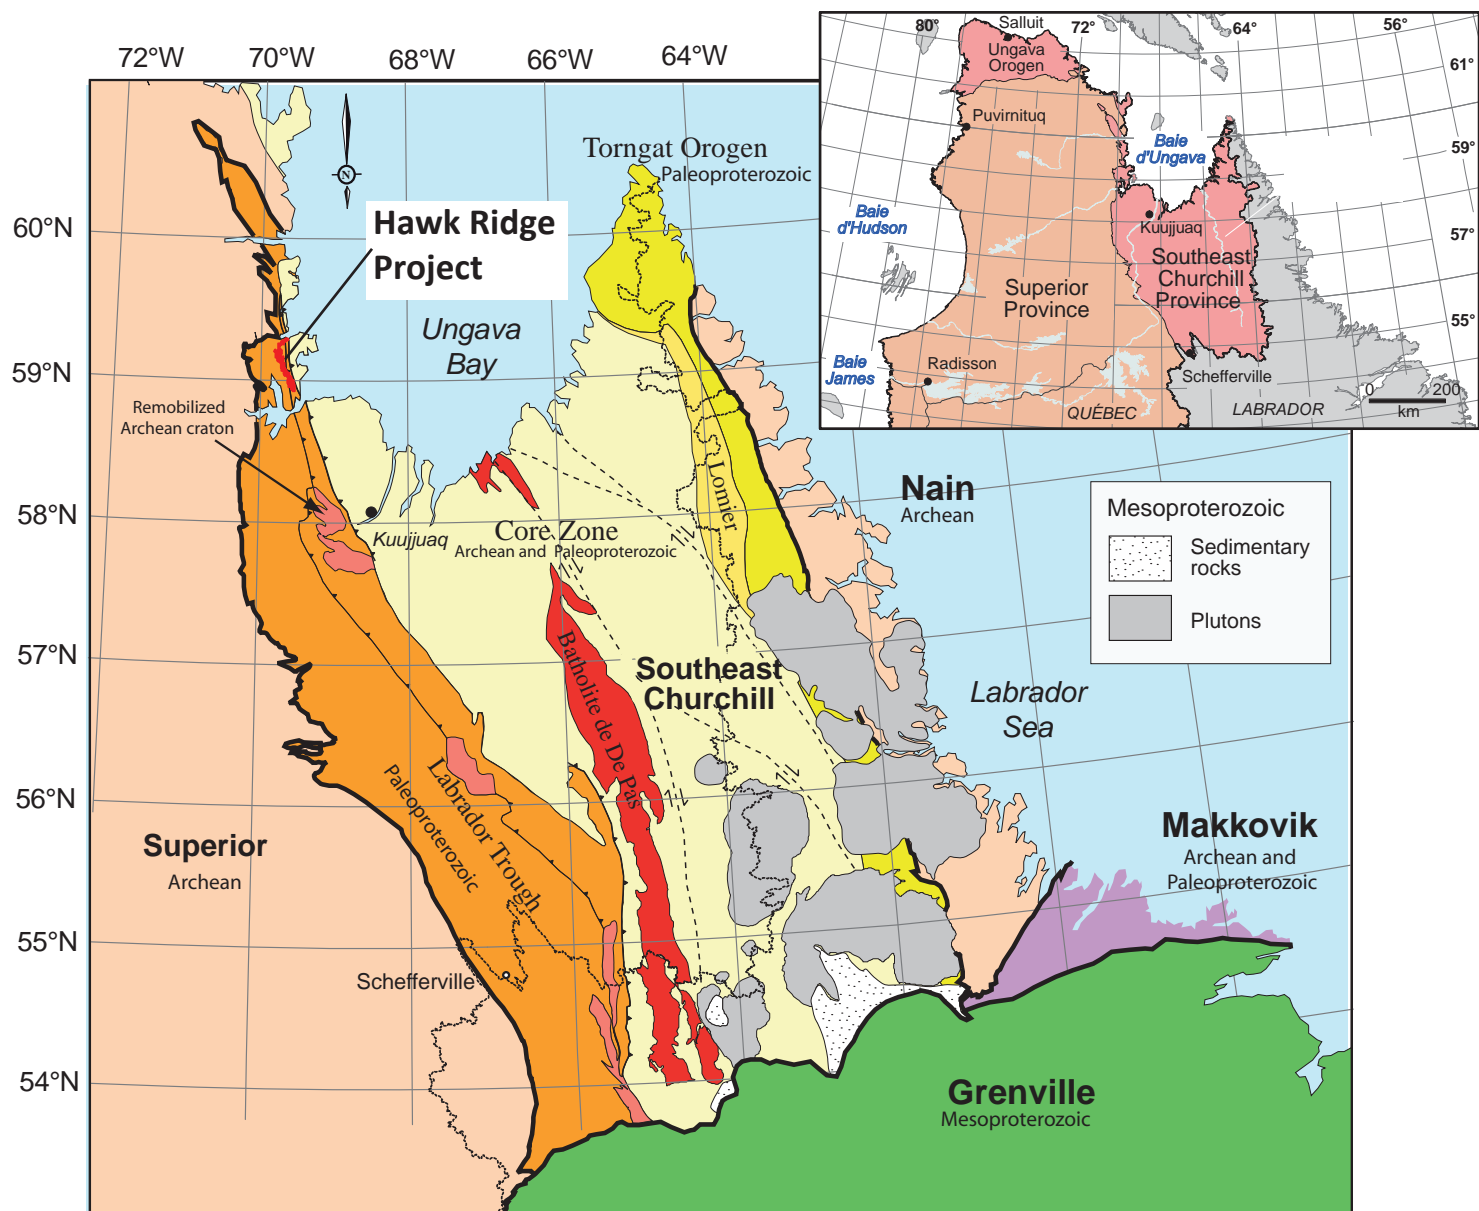 72°W
70°W
68°W
66°W
64°W
60°N
59°N
58°N
57°N
56°N
55°N
54°N
N
Hawk Ridge
Project
Torngat Orogen
Paleoproterozoic
Ungava
Bay
Remobilized
Archean craton
Kuujjuaq
Core Zone
Archean and Paleoproterozoic
Lomier
Nain
Archean
Batholite de De Pas
Southeast
Churchill
Labrador
Sea
Labrador Trough
Paleoproterozoic
Superior
Archean
Schefferville
Makkovik
Archean and
Paleoproterozoic
Grenville
Mesoproterozoic
Mesoproterozoic
Sedimentary
rocks
Plutons
80°
72°
64°
56°
61°
59°
57°
55°
Salluit
Ungava
Orogen
Puvirnituq
Baie
d'Ungava
Baie
d'Hudson
Kuujjuaq
Southeast
Churchill
Province
Superior
Province
Baie
James
Radisson
Schefferville
QUÉBEC
LABRADOR
0 200
km